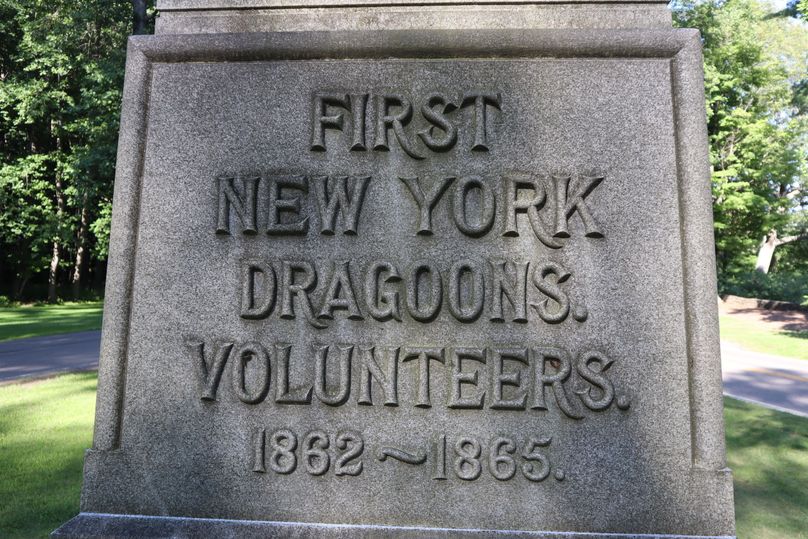 FIRST
NEW YORK
DRAGOONS.
VOLUNTEERS.
1862~1865.